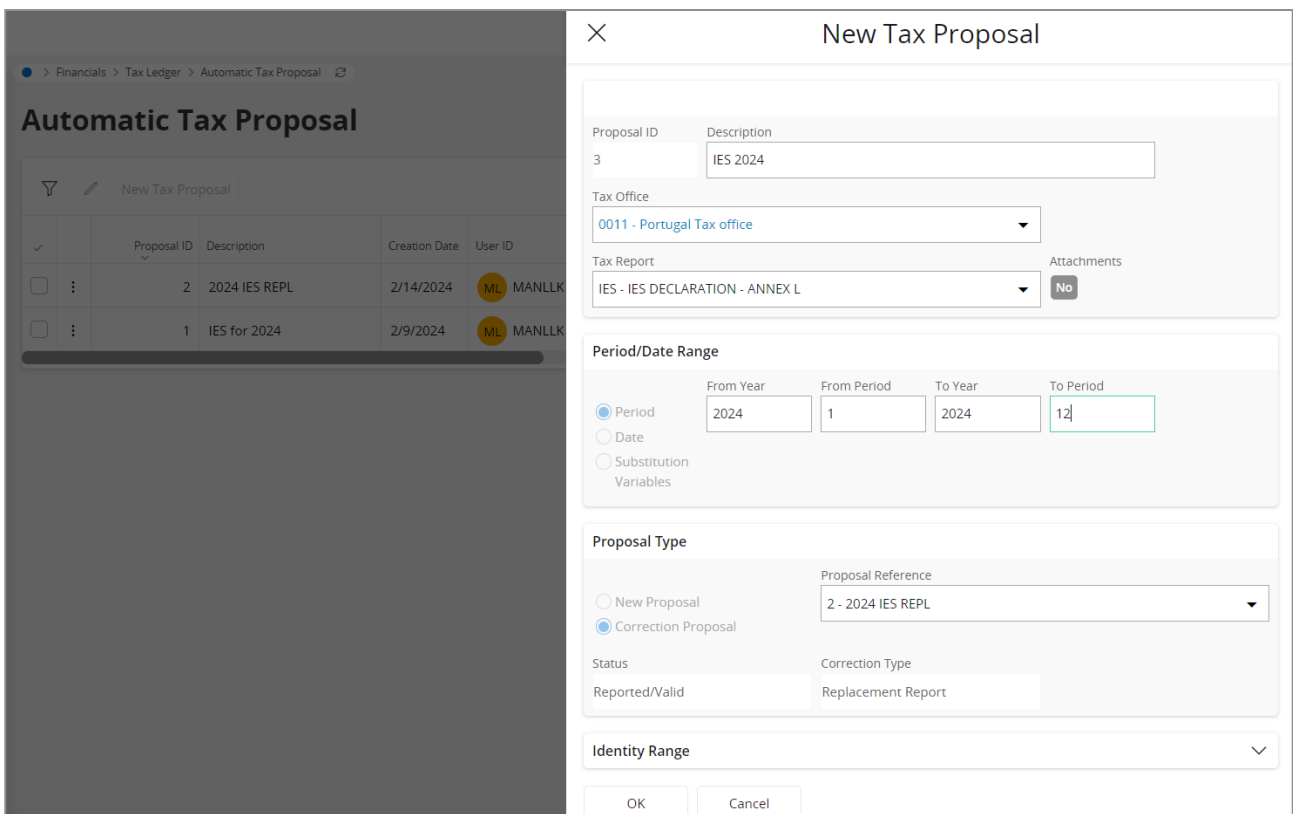 New Tax Proposal
> Financials > Tax Ledger > Automatic Tax Proposal
Automatic Tax Proposal
New Tax Proposal
Proposal ID Description Creation Date User ID
2 2024 IES REPL 2/14/2024 ML MANLLK
1 IES for 2024 2/9/2024 ML MANLLK
Proposal ID Description
3 IES 2024
Tax Office
0011 - Portugal Tax office
Tax Report Attachments
IES - IES DECLARATION - ANNEX L No
Period/Date Range
From Year From Period To Year To Period
Period 2024 1 2024 12
Date
Substitution
Variables
Proposal Type
Proposal Reference
New Proposal 2 - 2024 IES REPL
Correction Proposal
Status Correction Type
Reported/Valid Replacement Report
Identity Range
OK Cancel